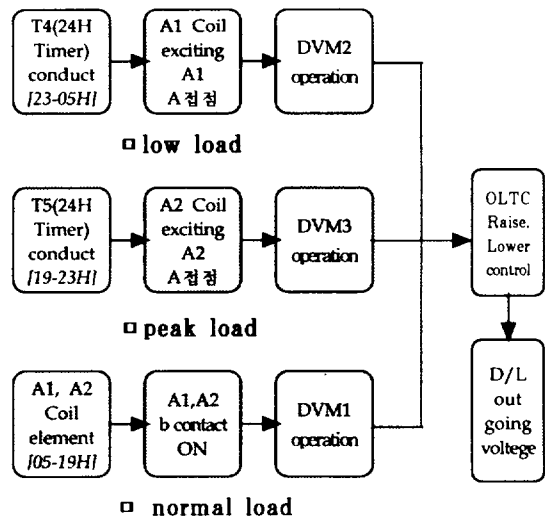 T4(24H
Timer)
conduct
[23-05H]
A1 Coil
exciting
A1
A접점
DVM2
operation
□ low load
T5(24H
Timer)
conduct
[19-23H]
A2 Coil
exciting
A2
A접점
DVM3
operation
□ peak load
A1, A2
Coil
element
[05-19H]
A1,A2
b contact
ON
DVM1
operation
□ normal load
OLTC
Raise.
Lower
control
D/L
out
going
voltege